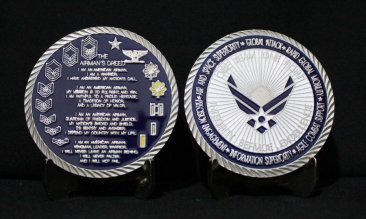 THE
AIRMAN'S CREED
I AM AN AMERICAN AIRMAN.
I AM A WARRIOR.
I HAVE ANSWERED MY NATION'S CALL.
I AM AN AMERICAN AIRMAN.
MY MISSION IS TO FLY, FIGHT, AND WIN.
I AM FAITHFUL TO A PROUD HERITAGE,
A TRADITION OF HONOR,
AND A LEGACY OF VALOR.
I AM AN AMERICAN AIRMAN,
GUARDIAN OF FREEDOM AND JUSTICE,
MY NATION'S SWORD AND SHIELD,
ITS SENTRY AND AVENGER.
I DEFEND MY COUNTRY WITH MY LIFE.
I AM AN AMERICAN AIRMAN:
WINGMAN, LEADER, WARRIOR.
I WILL NEVER LEAVE AN AIRMAN BEHIND,
I WILL NEVER FALTER,
AND I WILL NOT FAIL.
AIR AND SPACE SUPERIORITY ★ GLOBAL ATTACK ★ RAPID GLOBAL MOBILITY ★
PRECISION ENGAGEMENT ★ INFORMATION SUPERIORITY ★ AGILE COMBAT SUPPORT ★